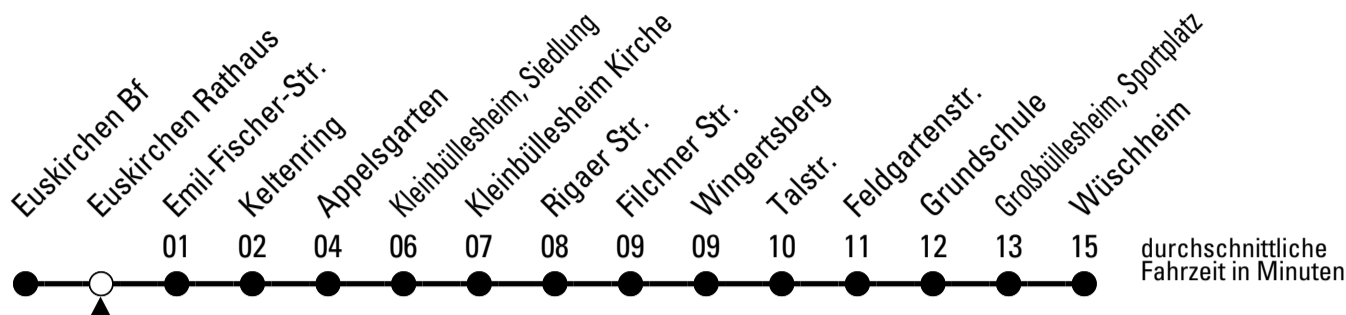 Euskirchen Bf
Euskirchen Rathaus
Emil-Fischer-Str.
Keltenring
Appelsgarten
Kleinbüllesheim, Siedlung
Kleinbüllesheim Kirche
Rigaer Str.
Filchner Str.
Wingertsberg
Talstr.
Feldgartenstr.
Grundschule
Großbüllesheim, Sportplatz
Wüschheim
01 02 04 06 07 08 09 09 10 11 12 13 15
durchschnittliche
Fahrzeit in Minuten